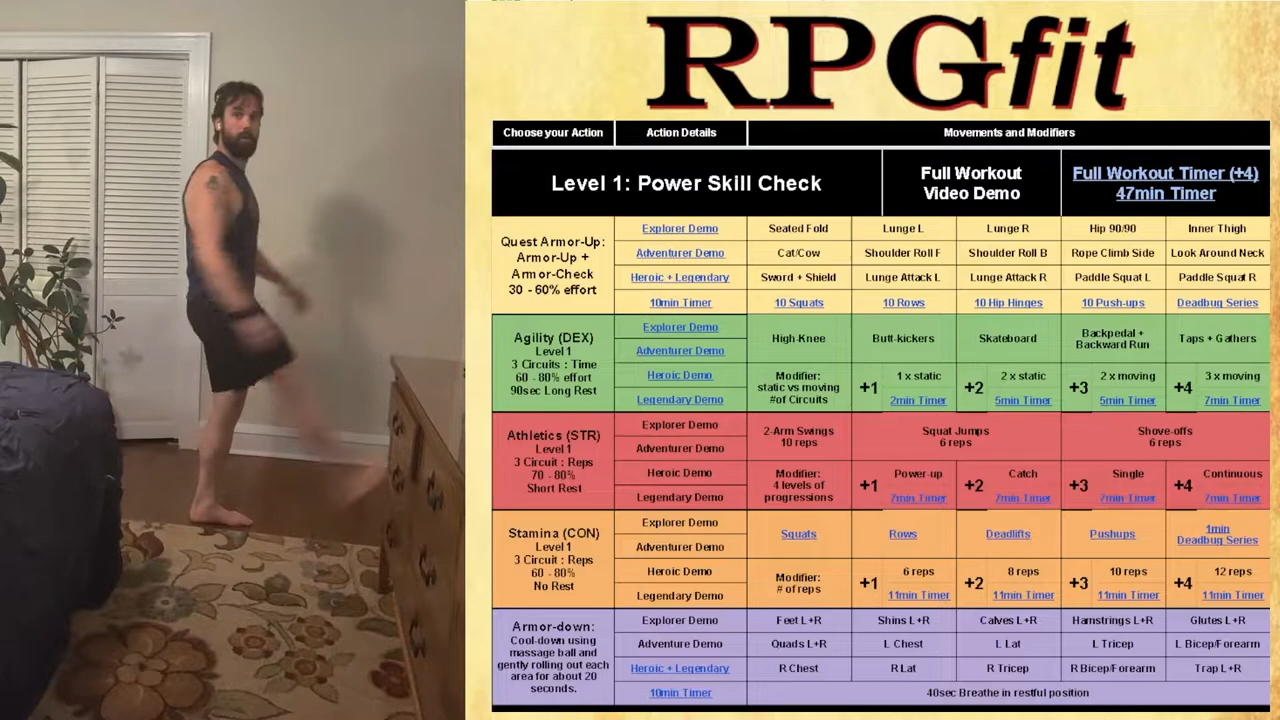 RPGfit
Choose your Action Action Details Movements and Modifiers
Level 1: Power Skill Check Full Workout Video Demo Full Workout Timer (+4) 47min Timer
Quest Armor-Up:
Armor-Up +
Armor-Check
30 - 60% effort
Explorer Demo Seated Fold Lunge L Lunge R Hip 90/90 Inner Thigh
Adventurer Demo Cat/Cow Shoulder Roll F Shoulder Roll B Rope Climb Side Look Around Neck
Heroic + Legendary Sword + Shield Lunge Attack L Lunge Attack R Paddle Squat L Paddle Squat R
10min Timer 10 Squats 10 Rows 10 Hip Hinges 10 Push-ups Deadbug Series
Agility (DEX)
Level 1
3 Circuits : Time
60 - 80% effort
90sec Long Rest
Explorer Demo
Adventurer Demo
High-Knee Butt-kickers Skateboard Backpedal + Backward Run Taps + Gathers
Heroic Demo
Legendary Demo
Modifier:
static vs moving
#of Circuits
+1 1 x static 2min Timer
+2 2 x static 5min Timer
+3 2 x moving 5min Timer
+4 3 x moving 7min Timer
Athletics (STR)
Level 1
3 Circuit : Reps
70 - 80%
Short Rest
Explorer Demo
Adventurer Demo
2-Arm Swings
10 reps
Squat Jumps
6 reps
Shove-offs
6 reps
Heroic Demo
Legendary Demo
Modifier:
4 levels of
progressions
+1 Power-up 7min Timer
+2 Catch 7min Timer
+3 Single 7min Timer
+4 Continuous 7min Timer
Stamina (CON)
Level 1
3 Circuit : Reps
60 - 80%
No Rest
Explorer Demo
Adventurer Demo
Squats Rows Deadlifts Pushups 1min Deadbug Series
Heroic Demo
Legendary Demo
Modifier:
# of reps
+1 6 reps 11min Timer
+2 8 reps 11min Timer
+3 10 reps 11min Timer
+4 12 reps 11min Timer
Armor-down:
Cool-down using
massage ball and
gently rolling out each
area for about 20
seconds.
Explorer Demo Feet L+R Shins L+R Calves L+R Hamstrings L+R Glutes L+R
Adventure Demo Quads L+R L Chest L Lat L Tricep L Bicep/Forearm
Heroic + Legendary R Chest R Lat R Tricep R Bicep/Forearm Trap L+R
10min Timer 40sec Breathe in restful position